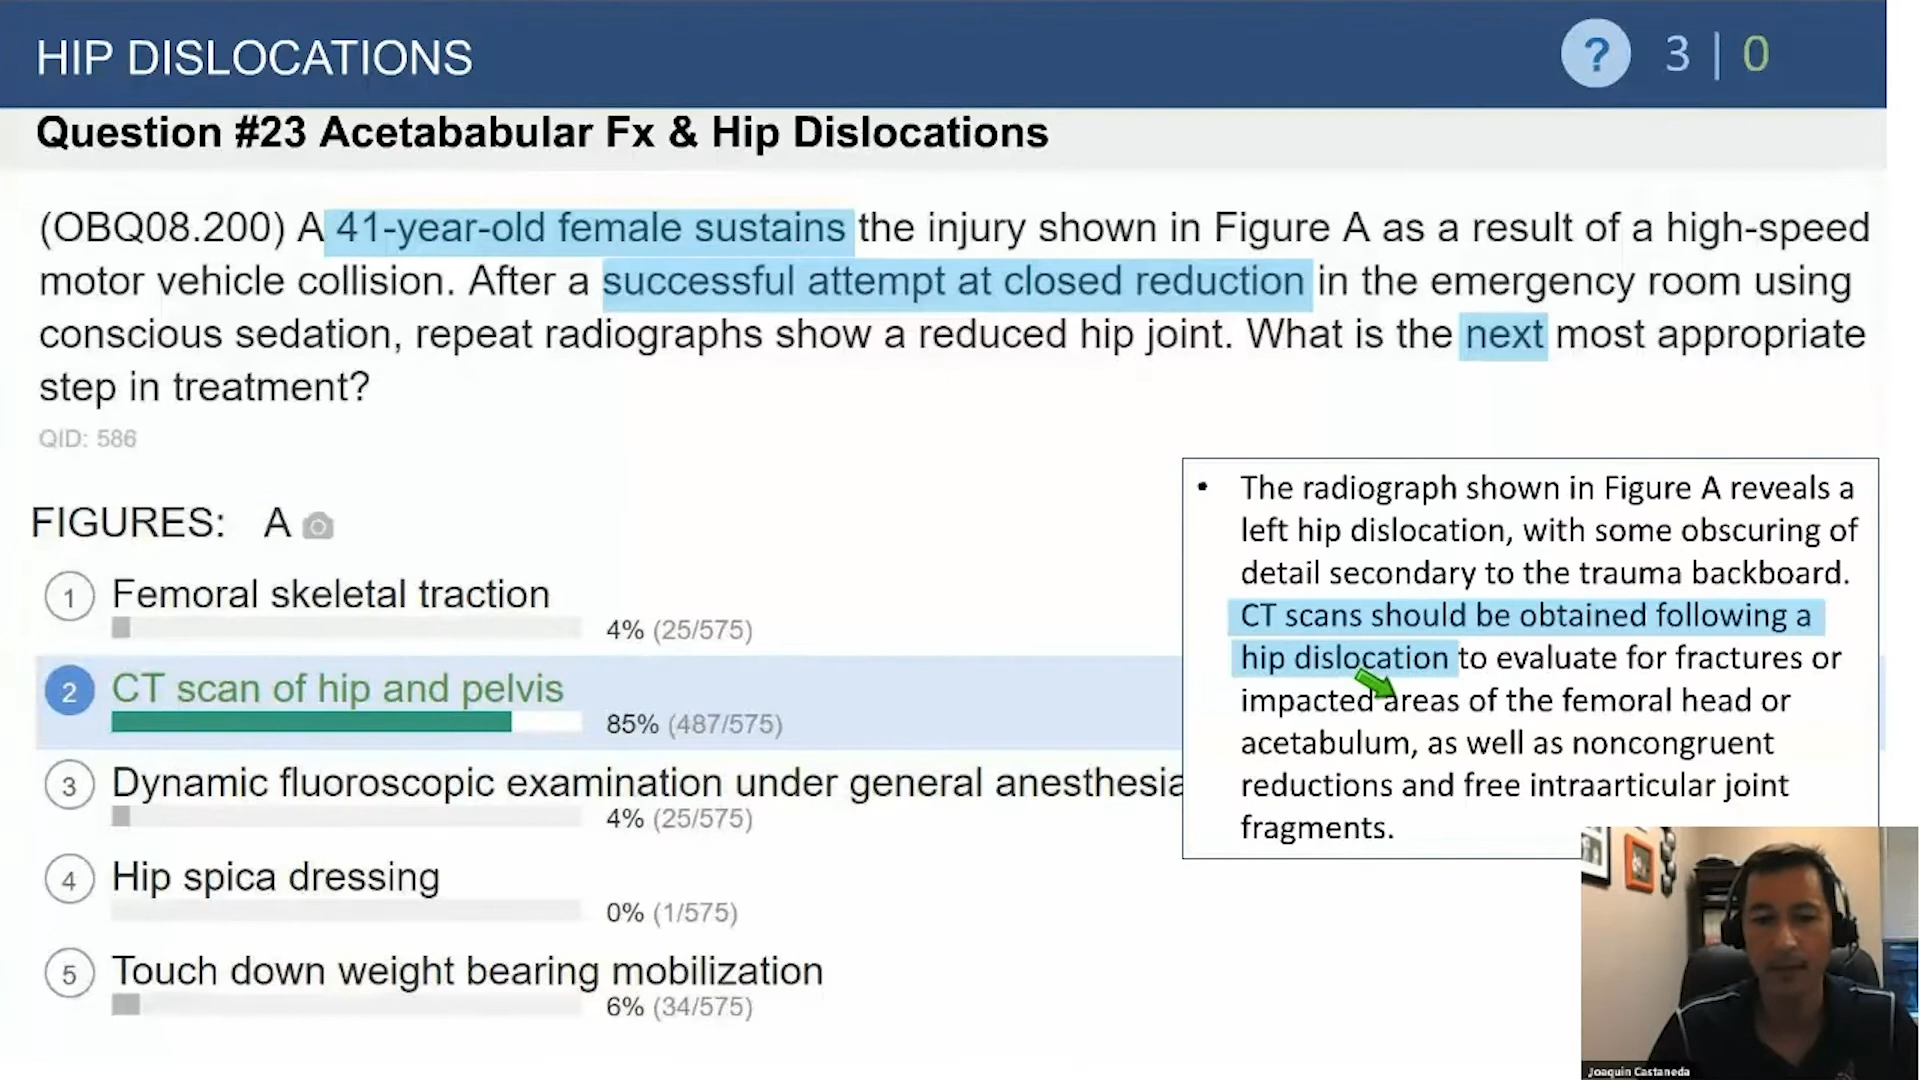 HIP DISLOCATIONS
? 3 | 0
Question #23 Acetababular Fx & Hip Dislocations
(OBQ08.200) A 41-year-old female sustains the injury shown in Figure A as a result of a high-speed
motor vehicle collision. After a successful attempt at closed reduction in the emergency room using
conscious sedation, repeat radiographs show a reduced hip joint. What is the next most appropriate
step in treatment?
QID: 586
FIGURES: A
1 Femoral skeletal traction
4% (25/575)
2 CT scan of hip and pelvis
85% (487/575)
3 Dynamic fluoroscopic examination under general anesthesia
4% (25/575)
4 Hip spica dressing
0% (1/575)
5 Touch down weight bearing mobilization
6% (34/575)
• The radiograph shown in Figure A reveals a
left hip dislocation, with some obscuring of
detail secondary to the trauma backboard.
CT scans should be obtained following a
hip dislocation to evaluate for fractures or
impacted areas of the femoral head or
acetabulum, as well as noncongruent
reductions and free intraarticular joint
fragments.
Joaquin Castaneda